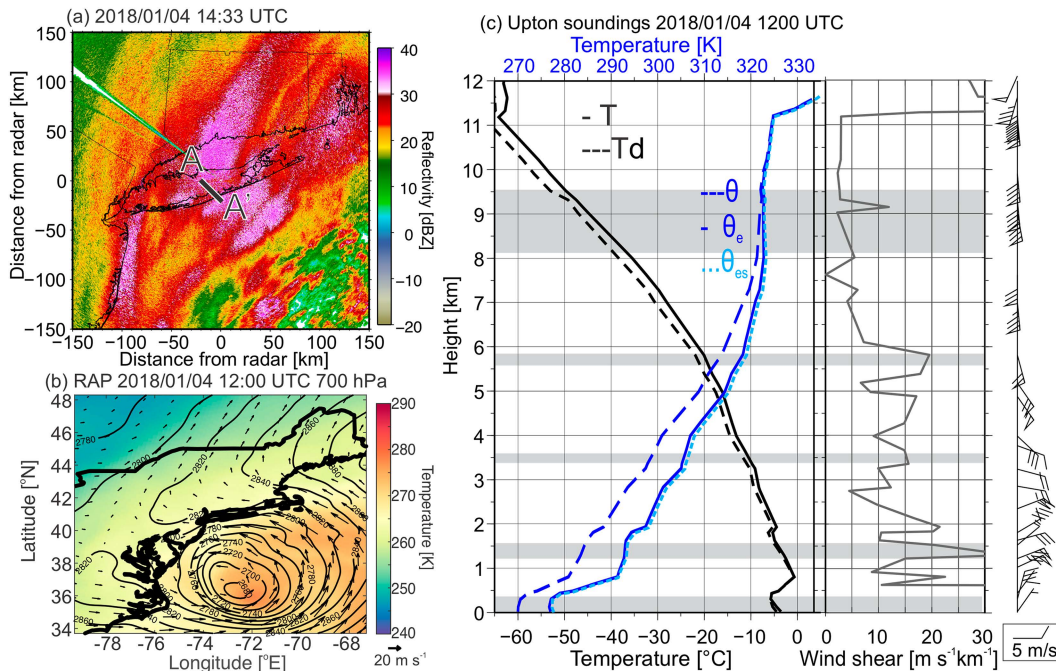 (a) 2018/01/04 14:33 UTC
150
100
50
0
−50
−100
−150
Distance from radar [km]
−150 −100 −50 0 50 100 150
Distance from radar [km]
A
A'
40
30
20
10
0
−10
−20
Reflectivity [dBZ]
(b) RAP 2018/01/04 12:00 UTC 700 hPa
48
46
44
42
40
38
36
34
Latitude [°N]
−78 −76 −74 −72 −70 −68
Longitude [°E]
290
280
270
260
250
240
Temperature [K]
20 m s⁻¹
(c) Upton soundings 2018/01/04 1200 UTC
Temperature [K]
270 280 290 300 310 320 330
12
11
10
9
8
7
6
5
4
3
2
1
0
Height [km]
- T
---Td
---θ
- θe
...θes
−60 −50 −40 −30 −20 −10 0
Temperature [°C]
0 10 20 30
Wind shear [m s⁻¹km⁻¹]
5 m/s